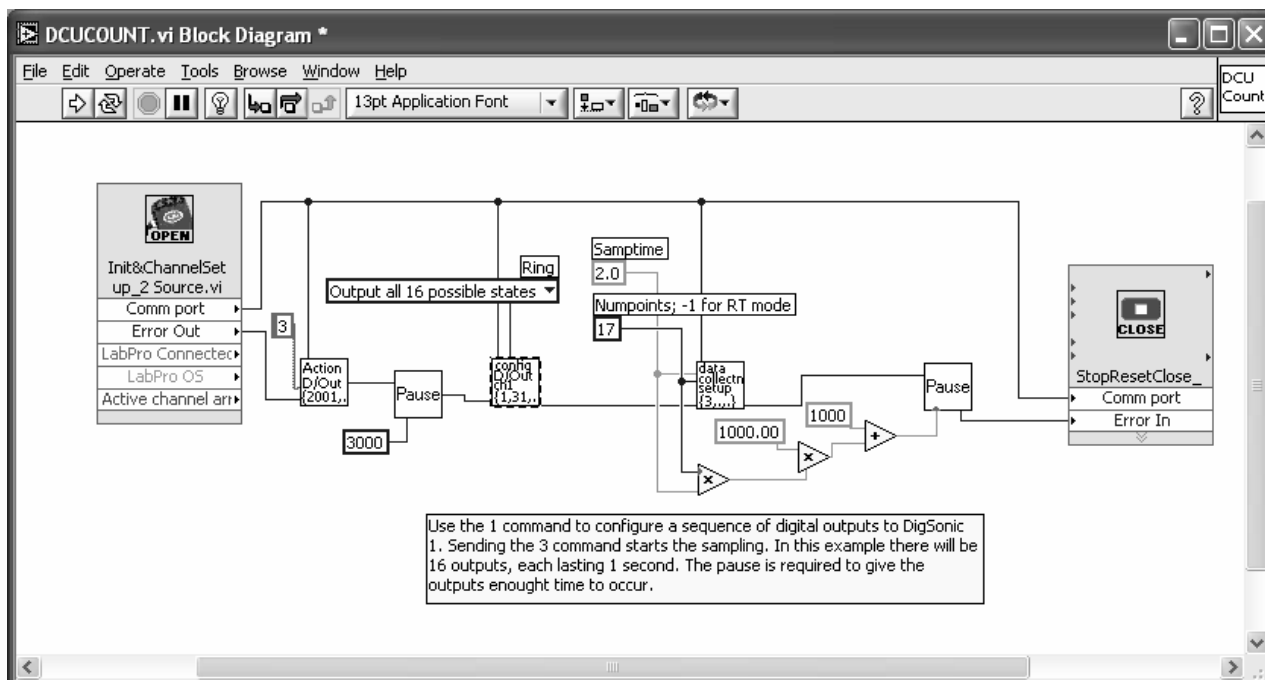 DCUCOUNT.vi Block Diagram *
File Edit Operate Tools Browse Window Help
13pt Application Font
?
DCU
Count
OPEN
Init&ChannelSet
up_2 Source.vi
Comm port
Error Out
LabPro Connectec
LabPro OS
Active channel arr
3
Action
D/Out
{2001,.
Pause
3000
Ring
Output all 16 possible states
config
D/Out
ch1
{1,31,.
Samptime
2.0
Numpoints; -1 for RT mode
17
data
collectn
setup
{3,.,.}
1000.00
1000
x
x
+
Pause
CLOSE
StopResetClose_
Comm port
Error In
Use the 1 command to configure a sequence of digital outputs to DigSonic
1. Sending the 3 command starts the sampling. In this example there will be
16 outputs, each lasting 1 second. The pause is required to give the
outputs enought time to occur.